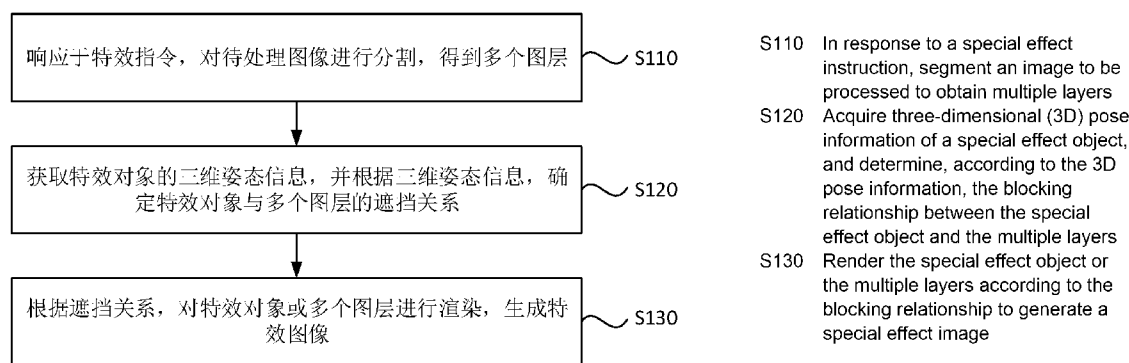 响应于特效指令，对待处理图像进行分割，得到多个图层
S110
获取特效对象的三维姿态信息，并根据三维姿态信息，确
定特效对象与多个图层的遮挡关系
S120
根据遮挡关系，对特效对象或多个图层进行渲染，生成特
效图像
S130
S110 In response to a special effect
instruction, segment an image to be
processed to obtain multiple layers
S120 Acquire three-dimensional (3D) pose
information of a special effect object,
and determine, according to the 3D
pose information, the blocking
relationship between the special
effect object and the multiple layers
S130 Render the special effect object or
the multiple layers according to the
blocking relationship to generate a
special effect image